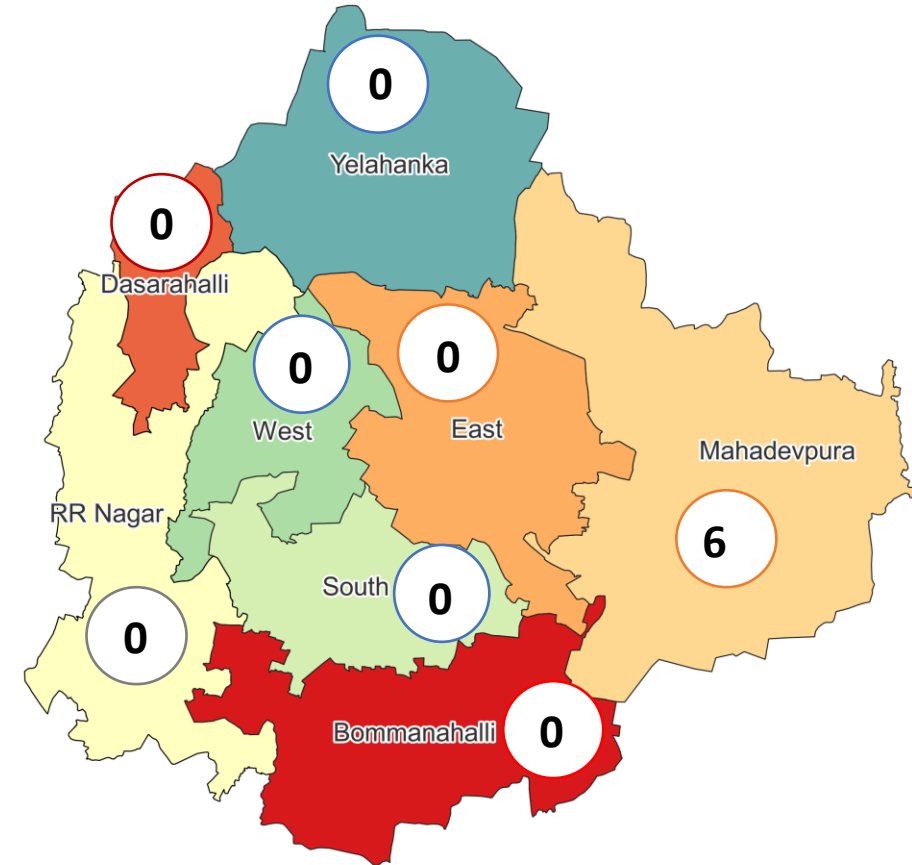 0
Yelahanka
0
Dasarahalli
0
0
West
East
Mahadevpura
RR Nagar
6
South
0
0
Bommanahalli
0